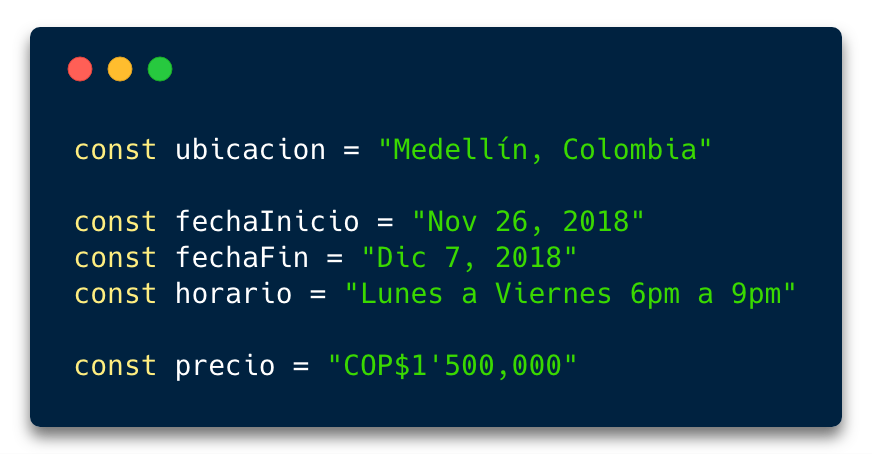 const ubicacion = "Medellín, Colombia"
const fechaInicio = "Nov 26, 2018"
const fechaFin = "Dic 7, 2018"
const horario = "Lunes a Viernes 6pm a 9pm"
const precio = "COP$1'500,000"